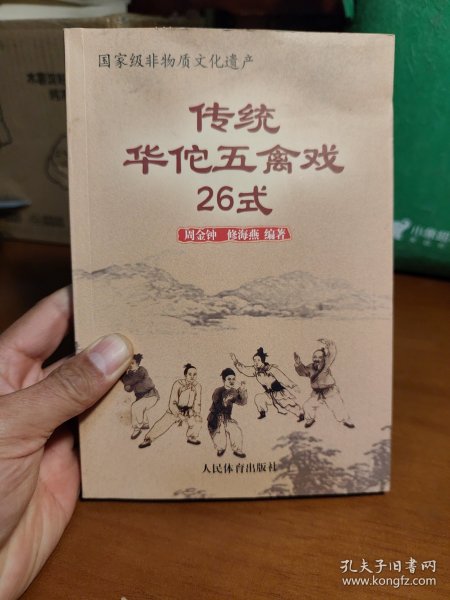 国家级非物质文化遗产
传统
华佗五禽戏
26式
周金钟 修海燕 编著
人民体育出版社
孔夫子旧书网
www.kongfz.com